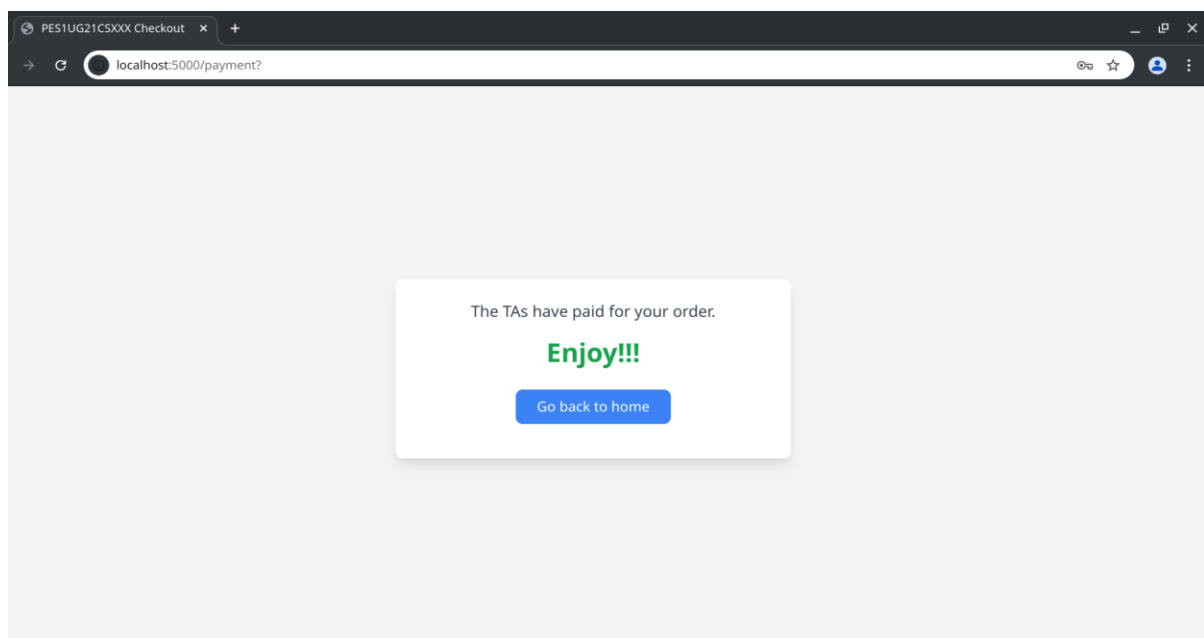 PES1UG21CSXXX Checkout
localhost:5000/payment?
The TAs have paid for your order.
Enjoy!!!
Go back to home